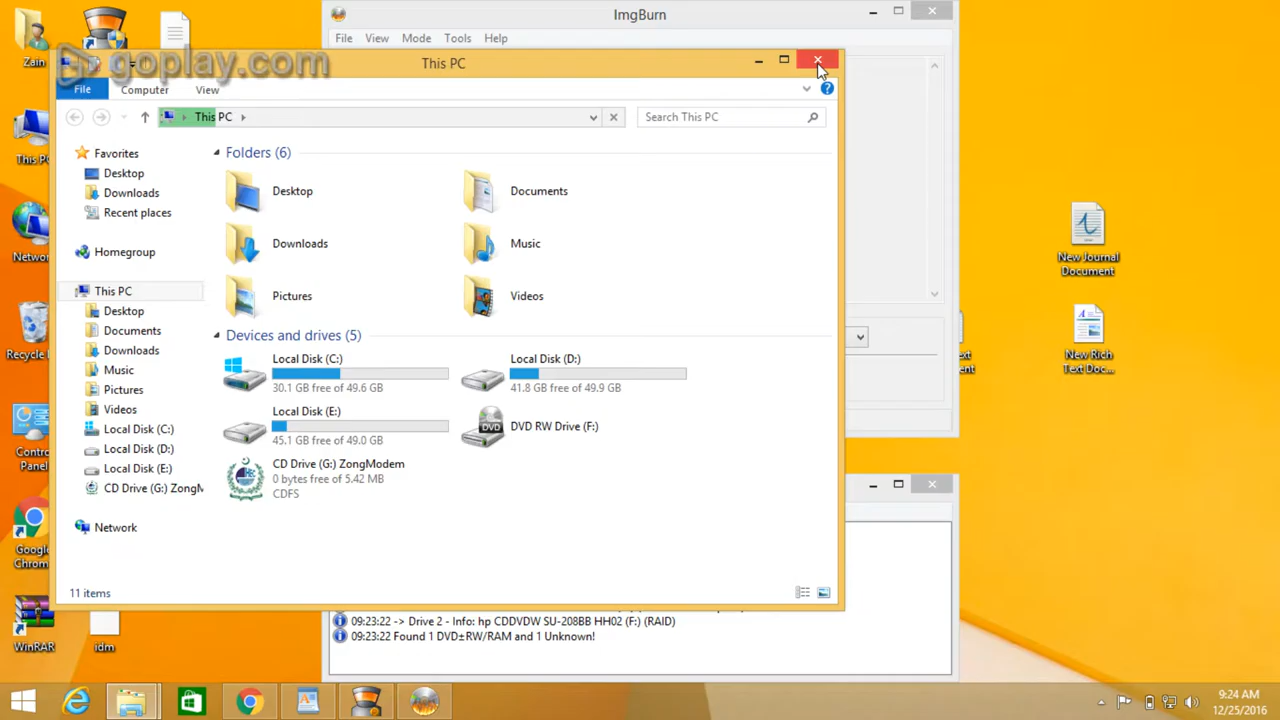 ImgBurn
File View Mode Tools Help
Zain
goplay.com
This PC
File Computer View
This PC
Search This PC
Favorites
Desktop
Downloads
Recent places
Homegroup
This PC
Desktop
Documents
Downloads
Music
Pictures
Videos
Local Disk (C:)
Local Disk (D:)
Local Disk (E:)
CD Drive (G:) ZongM
Network
11 items
Folders (6)
Desktop
Documents
Downloads
Music
Pictures
Videos
Devices and drives (5)
Local Disk (C:)
30.1 GB free of 49.6 GB
Local Disk (D:)
41.8 GB free of 49.9 GB
Local Disk (E:)
45.1 GB free of 49.0 GB
DVD
DVD RW Drive (F:)
CD Drive (G:) ZongModem
0 bytes free of 5.42 MB
CDFS
This PC
Networ
Recycle
Control
Panel
Google
Chrom
WinRAR
idm
New Journal
Document
New Rich
Text Doc...
09:23:22 -> Drive 2 - Info: hp CDDVDW SU-208BB HH02 (F:) (RAID)
09:23:22 Found 1 DVD±RW/RAM and 1 Unknown!
9:24 AM
12/25/2016